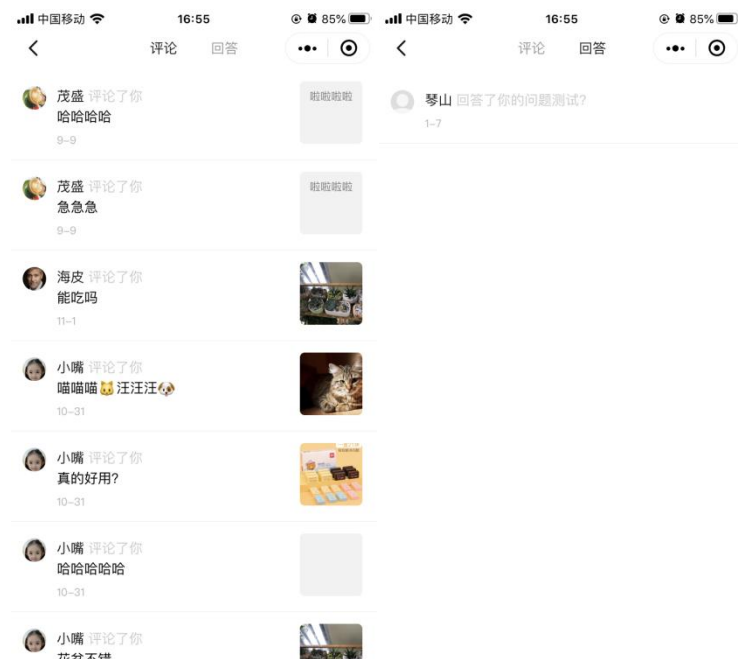 中国移动 16:55 85%
评论 回答
茂盛 评论了你
哈哈哈哈
9-9
啦啦啦啦
茂盛 评论了你
急急急
9-9
啦啦啦啦
海皮 评论了你
能吃吗
11-1
小嘴 评论了你
喵喵喵🐱汪汪汪🐶
10-31
小嘴 评论了你
真的好用?
10-31
小嘴 评论了你
哈哈哈哈哈
10-31
小嘴 评论了你
花盆不错
中国移动 16:55 85%
评论 回答
琴山 回答了你的问题测试?
1-7